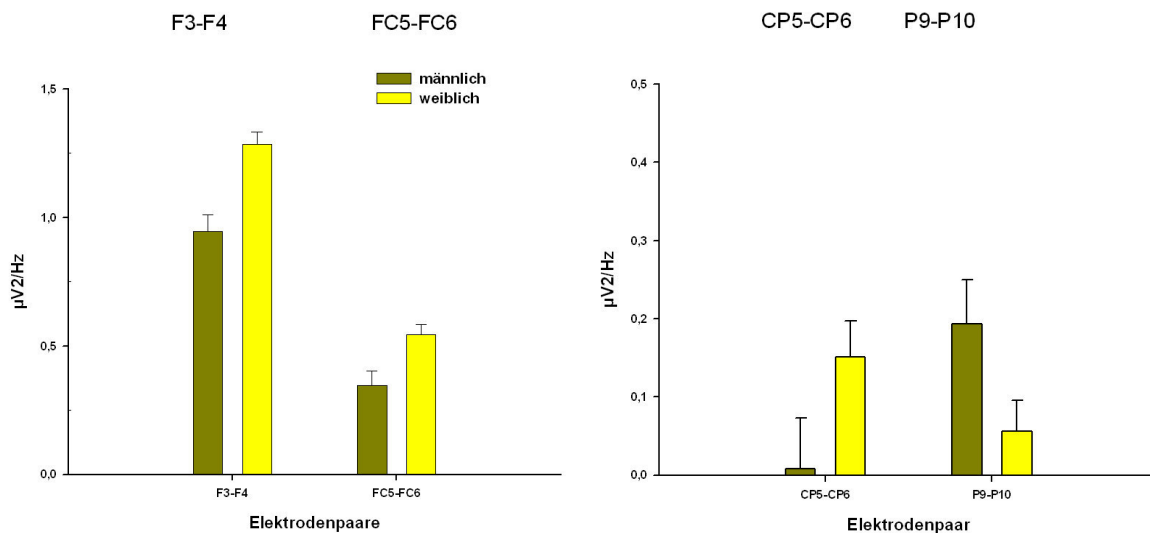 F3-F4 FC5-FC6
männlich
weiblich
1,5
1,0
0,5
0,0
µV2/Hz
F3-F4 FC5-FC6
Elektrodenpaare
CP5-CP6 P9-P10
0,5
0,4
0,3
0,2
0,1
0,0
µV2/Hz
CP5-CP6 P9-P10
Elektrodenpaar